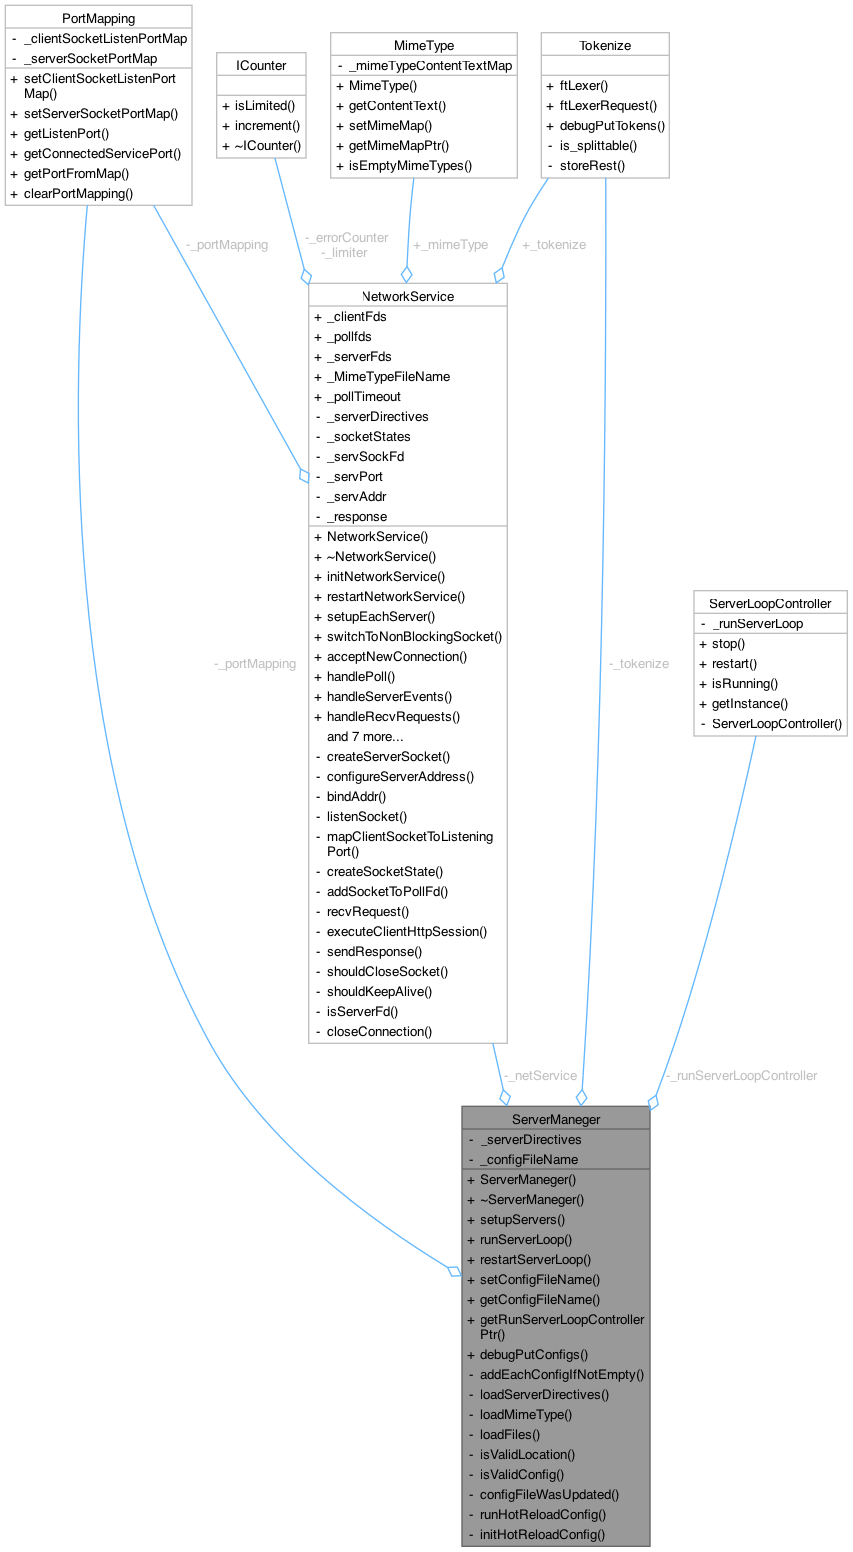 PortMapping
- _clientSocketListenPortMap
- _serverSocketPortMap
+ setClientSocketListenPort
Map()
+ setServerSocketPortMap()
+ getListenPort()
+ getConnectedServicePort()
+ getPortFromMap()
+ clearPortMapping()
ICounter
+ isLimited()
+ increment()
+ ~ICounter()
MimeType
- _mimeTypeContentTextMap
+ MimeType()
+ getContentText()
+ setMimeMap()
+ getMimeMapPtr()
+ isEmptyMimeTypes()
Tokenize
+ ftLexer()
+ ftLexerRequest()
+ debugPutTokens()
- is_splittable()
- storeRest()
-_portMapping
-_errorCounter
-_limiter
+_mimeType
+_tokenize
NetworkService
+ _clientFds
+ _pollfds
+ _serverFds
+ _MimeTypeFileName
+ _pollTimeout
- _serverDirectives
- _socketStates
- _servSockFd
- _servPort
- _servAddr
- _response
+ NetworkService()
+ ~NetworkService()
+ initNetworkService()
+ restartNetworkService()
+ setupEachServer()
+ switchToNonBlockingSocket()
+ acceptNewConnection()
+ handlePoll()
+ handleServerEvents()
+ handleRecvRequests()
and 7 more...
- createServerSocket()
- configureServerAddress()
- bindAddr()
- listenSocket()
- mapClientSocketToListening
Port()
- createSocketState()
- addSocketToPollFd()
- recvRequest()
- executeClientHttpSession()
- sendResponse()
- shouldCloseSocket()
- shouldKeepAlive()
- isServerFd()
- closeConnection()
ServerLoopController
- _runServerLoop
+ stop()
+ restart()
+ isRunning()
+ getInstance()
- ServerLoopController()
-_portMapping
-_tokenize
-_netService
-_runServerLoopController
ServerManeger
- _serverDirectives
- _configFileName
+ ServerManeger()
+ ~ServerManeger()
+ setupServers()
+ runServerLoop()
+ restartServerLoop()
+ setConfigFileName()
+ getConfigFileName()
+ getRunServerLoopController
Ptr()
+ debugPutConfigs()
- addEachConfigIfNotEmpty()
- loadServerDirectives()
- loadMimeType()
- loadFiles()
- isValidLocation()
- isValidConfig()
- configFileWasUpdated()
- runHotReloadConfig()
- initHotReloadConfig()